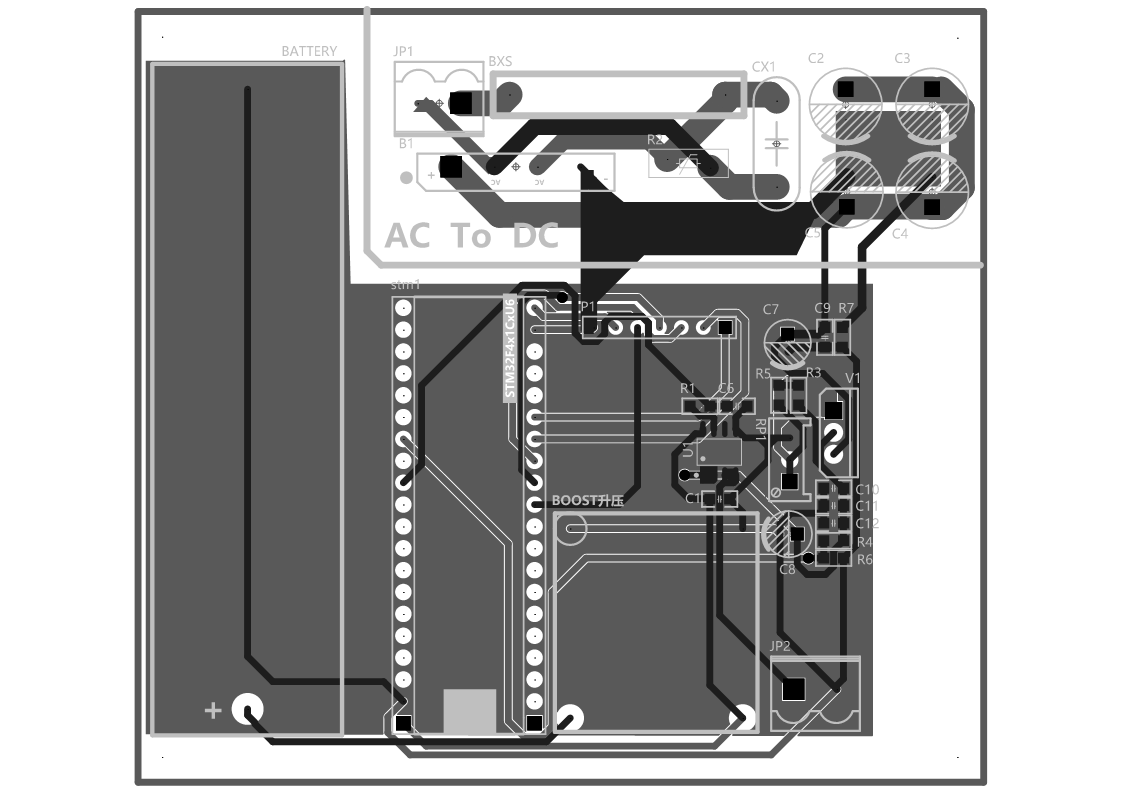 BATTERY
JP1
BXS
CX1
C2
C3
B1
R2
+
-
AC To DC
C5
C4
stm1
STM32F4x1CxU6
P1
C7
C9
R7
R5
R3
V1
R1
C6
RP1
U1
C1
C10
C11
C12
R4
R6
BOOST升压
C8
JP2
+